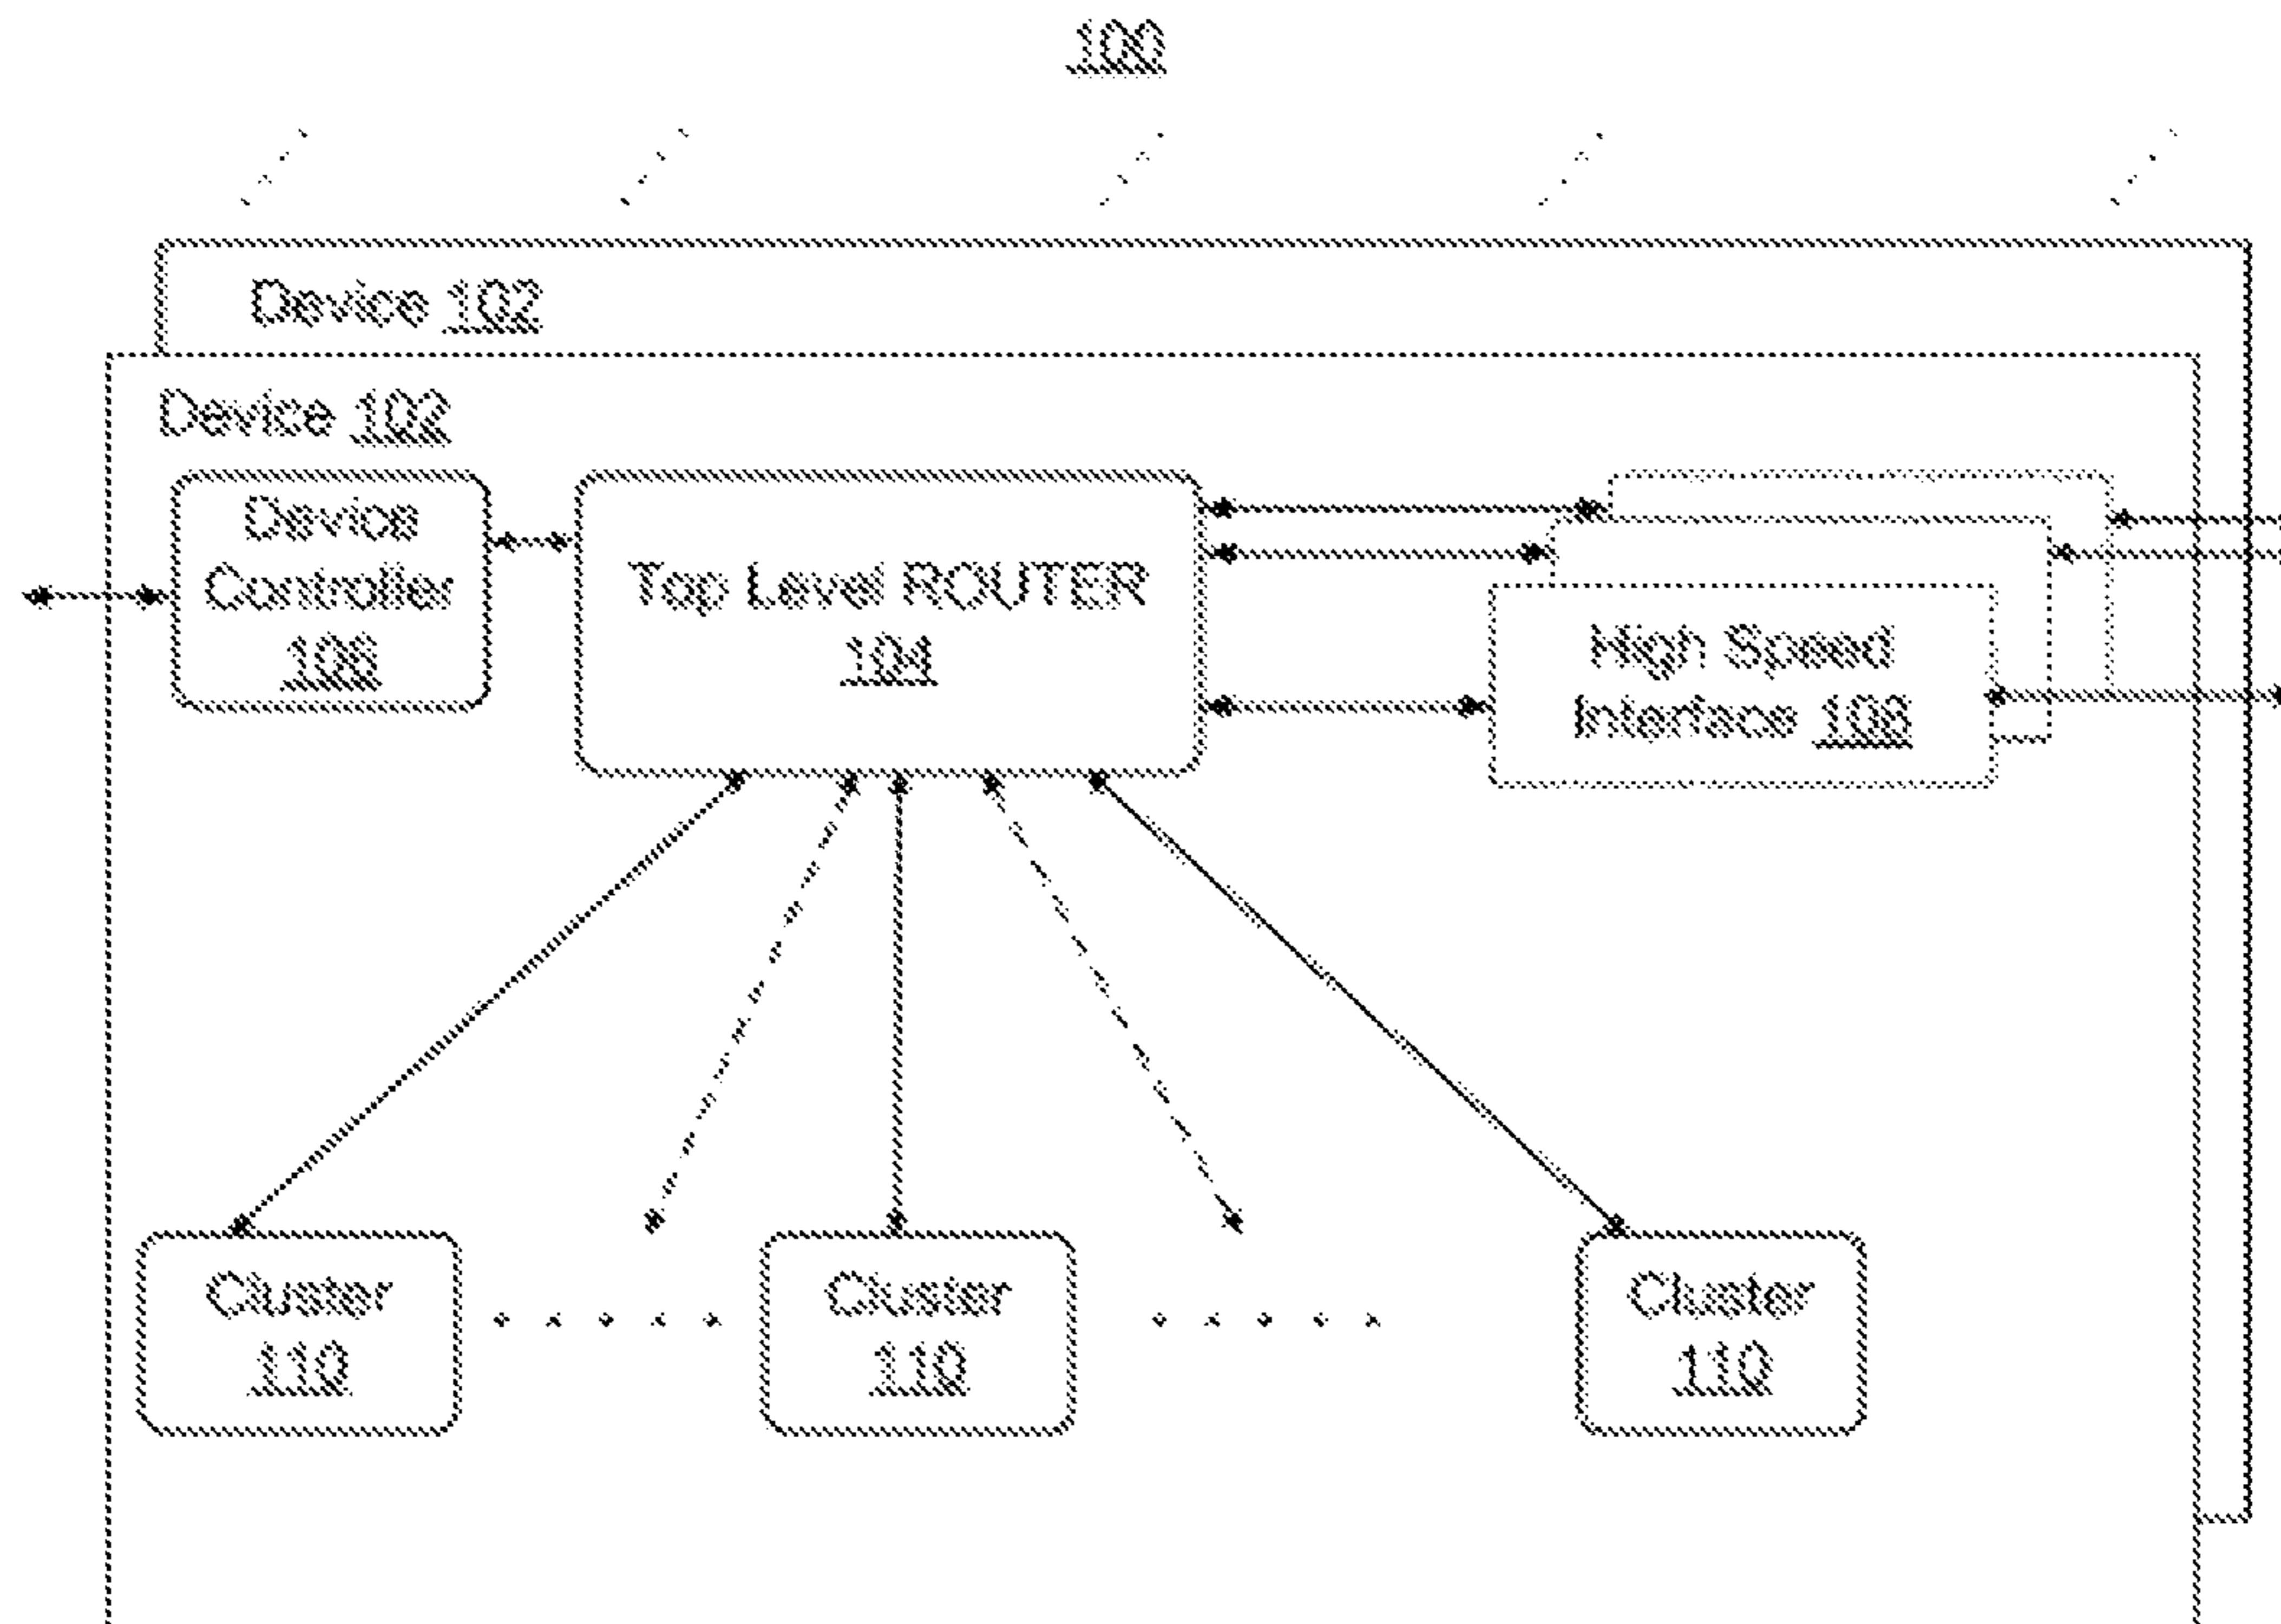 100
Device 102
Device 102
Device
Controller
106
Top Level ROUTER
104
High Speed
Interface 108
Cluster
110
Cluster
110
Cluster
110